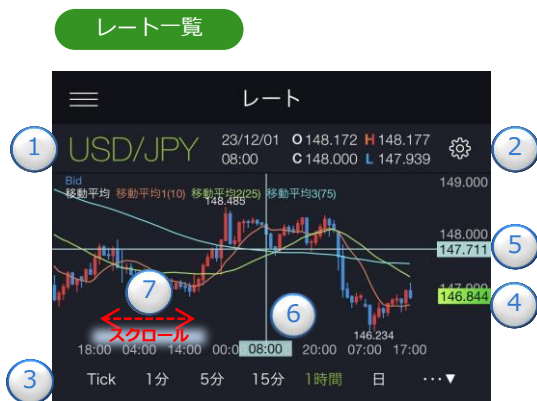 レート一覧
レート
1 USD/JPY 23/12/01 O 148.172 H 148.177 2
08:00 C 148.000 L 147.939
Bid 149.000
移動平均 移動平均1(10) 移動平均2(25) 移動平均3(75)
148.485
148.000
147.711 5
147.000
7 146.844 4
6
スクロール 146.234
18:00 04:00 14:00 00:0 08:00 20:00 07:00 17:00
3 Tick 1分 5分 15分 1時間 日 ···▼